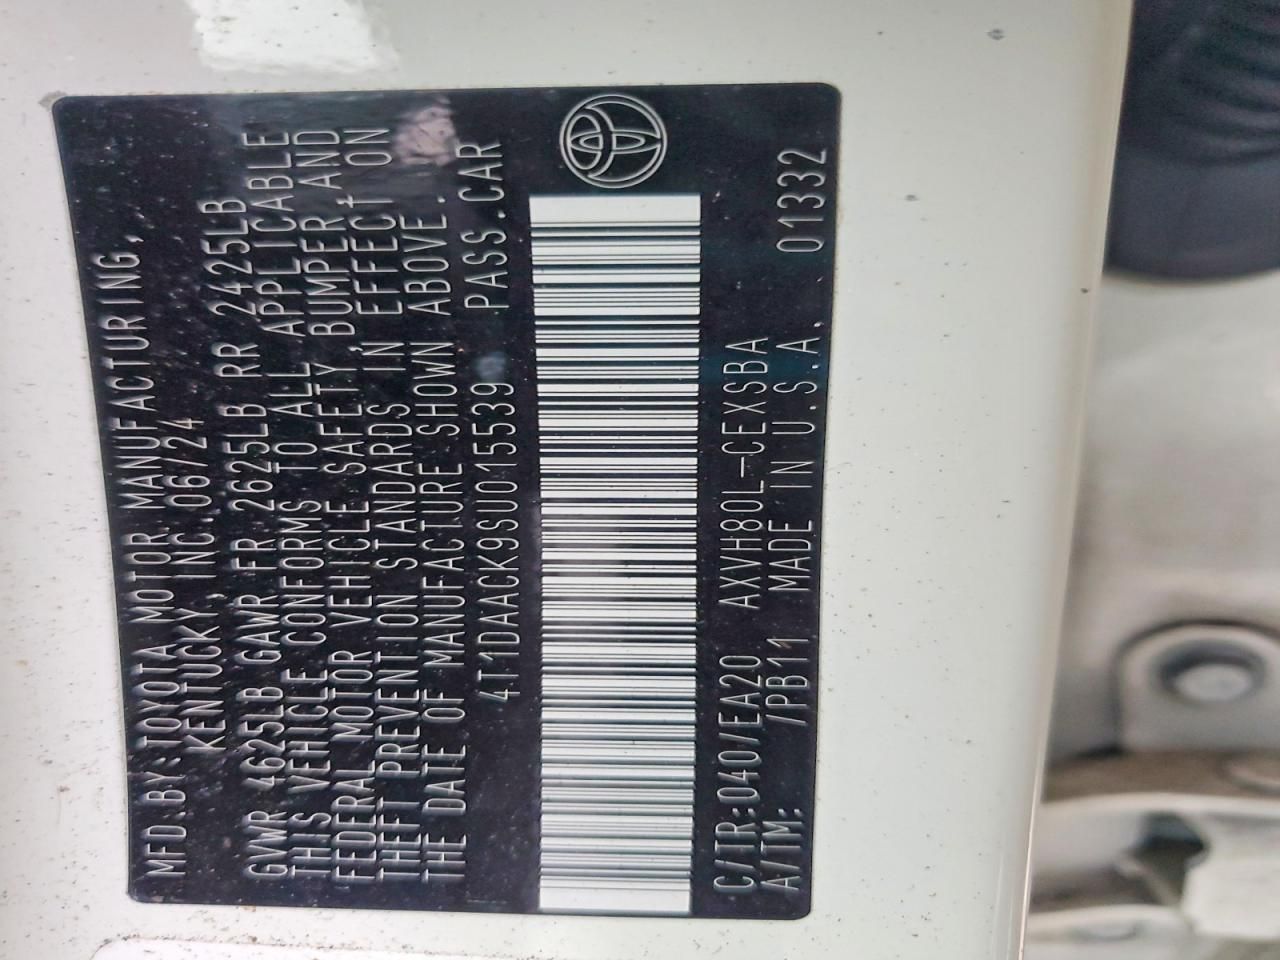 MFD.BY:TOYOTA MOTOR MANUFACTURING,
KENTUCKY, INC.06/24
GVWR 4625LB GAWR FR 2625LB RR 2425LB
THIS VEHICLE CONFORMS TO ALL APPLICABLE
FEDERAL MOTOR VEHICLE SAFETY, BUMPER, AND
THEFT PREVENTION STANDARDS IN EFFECT ON
THE DATE OF MANUFACTURE SHOWN ABOVE.
4T1DAACK9SU015539 PASS.CAR
C/TR:040/EA20 AXVH80L-CEXSBA
A/TM: /PB11 MADE IN U.S.A. 01332